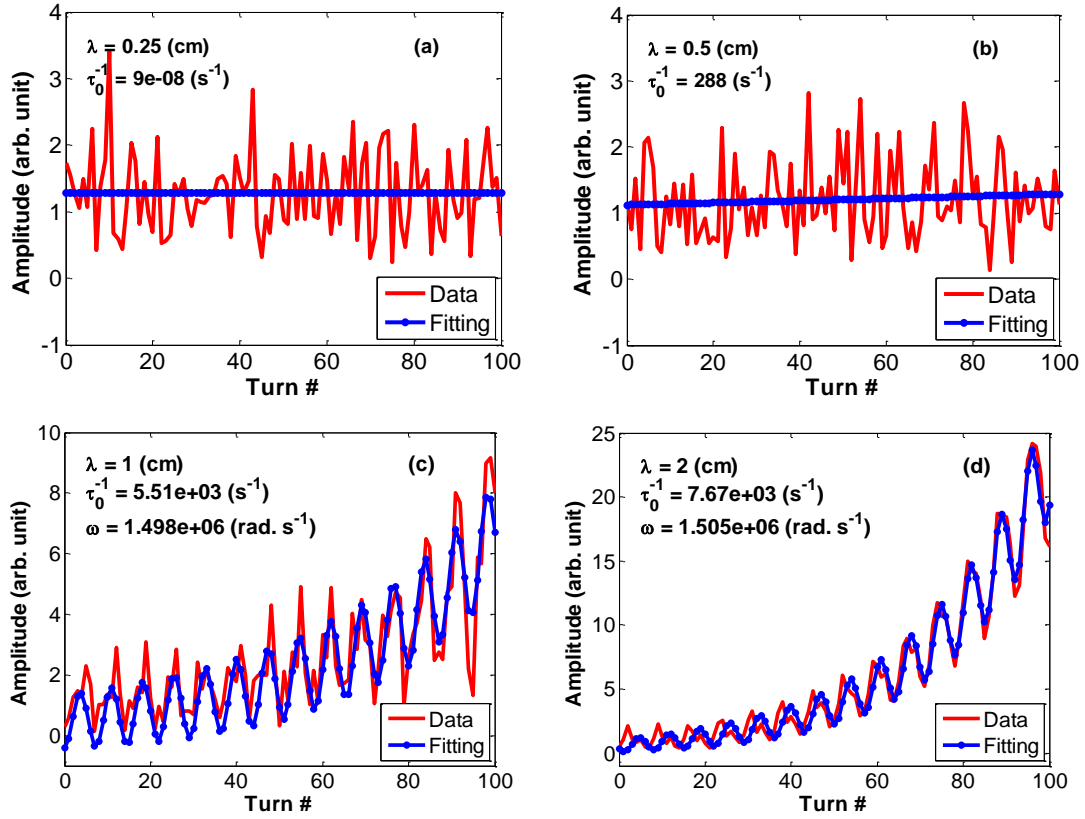 λ = 0.25 (cm)
(a)
τ₀⁻¹ = 9e-08 (s⁻¹)
Amplitude (arb. unit)
4
3
2
1
0
-1
0 20 40 60 80 100
Turn #
Data
Fitting
λ = 0.5 (cm)
(b)
τ₀⁻¹ = 288 (s⁻¹)
Amplitude (arb. unit)
4
3
2
1
0
-1
0 20 40 60 80 100
Turn #
Data
Fitting
λ = 1 (cm)
(c)
τ₀⁻¹ = 5.51e+03 (s⁻¹)
ω = 1.498e+06 (rad. s⁻¹)
Amplitude (arb. unit)
10
8
6
4
2
0
0 20 40 60 80 100
Turn #
Data
Fitting
λ = 2 (cm)
(d)
τ₀⁻¹ = 7.67e+03 (s⁻¹)
ω = 1.505e+06 (rad. s⁻¹)
Amplitude (arb. unit)
25
20
15
10
5
0
0 20 40 60 80 100
Turn #
Data
Fitting